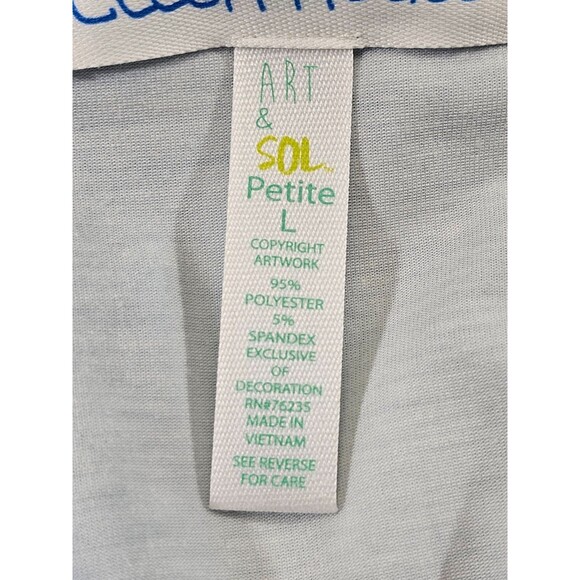 ART
&
SOL
Petite
L
COPYRIGHT
ARTWORK
95%
POLYESTER
5%
SPANDEX
EXCLUSIVE
OF
DECORATION
RN#76235
MADE IN
VIETNAM
SEE REVERSE
FOR CARE